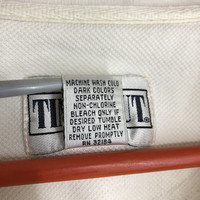 MACHINE WASH COLD
DARK COLORS
SEPARATELY
NON-CHLORINE
BLEACH ONLY IF
DESIRED TUMBLE
DRY LOW HEAT
REMOVE PROMPTLY
RN 32184